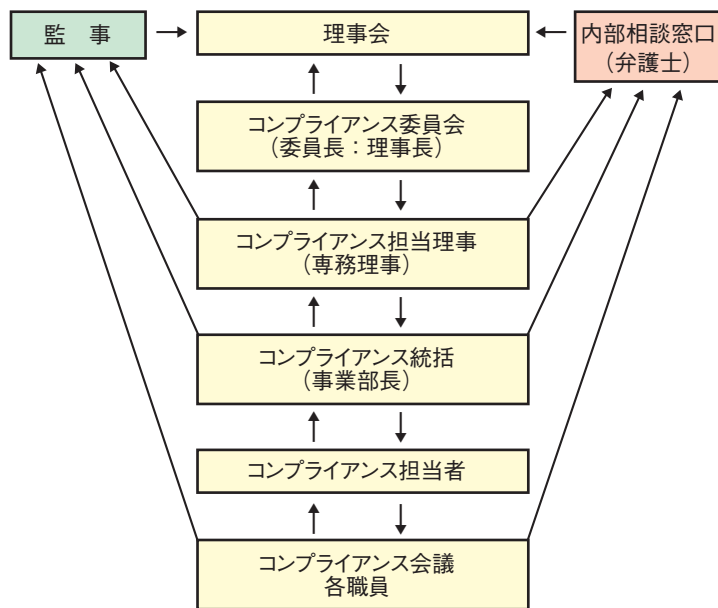 監　事
理事会
内部相談窓口
（弁護士）
コンプライアンス委員会
（委員長：理事長）
コンプライアンス担当理事
（専務理事）
コンプライアンス統括
（事業部長）
コンプライアンス担当者
コンプライアンス会議
各職員